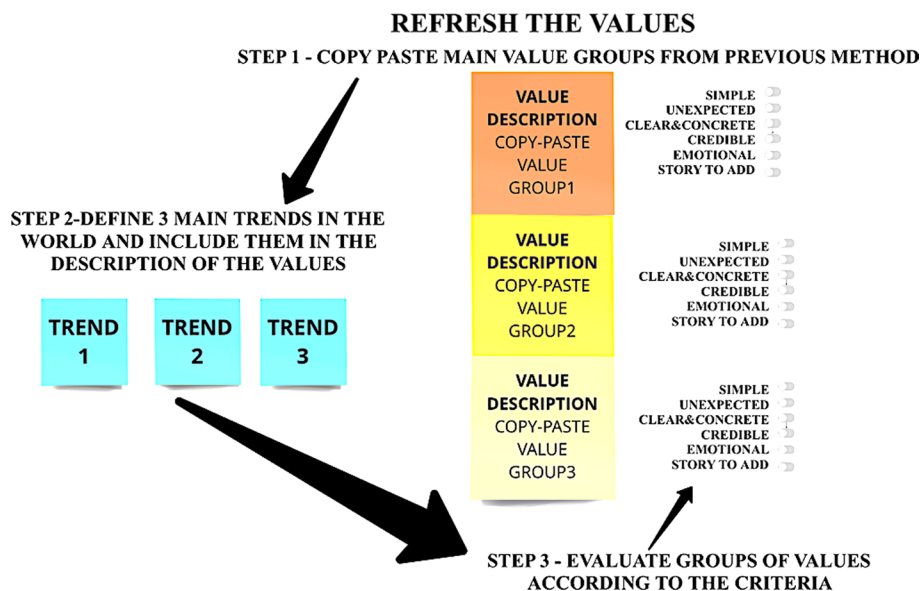 REFRESH THE VALUES
STEP 1 - COPY PASTE MAIN VALUE GROUPS FROM PREVIOUS METHOD
VALUE
DESCRIPTION
COPY-PASTE
VALUE
GROUP1
SIMPLE
UNEXPECTED
CLEAR&CONCRETE
CREDIBLE
EMOTIONAL
STORY TO ADD
STEP 2-DEFINE 3 MAIN TRENDS IN THE
WORLD AND INCLUDE THEM IN THE
DESCRIPTION OF THE VALUES
TREND
1
TREND
2
TREND
3
VALUE
DESCRIPTION
COPY-PASTE
VALUE
GROUP2
SIMPLE
UNEXPECTED
CLEAR&CONCRETE
CREDIBLE
EMOTIONAL
STORY TO ADD
VALUE
DESCRIPTION
COPY-PASTE
VALUE
GROUP3
SIMPLE
UNEXPECTED
CLEAR&CONCRETE
CREDIBLE
EMOTIONAL
STORY TO ADD
STEP 3 - EVALUATE GROUPS OF VALUES
ACCORDING TO THE CRITERIA